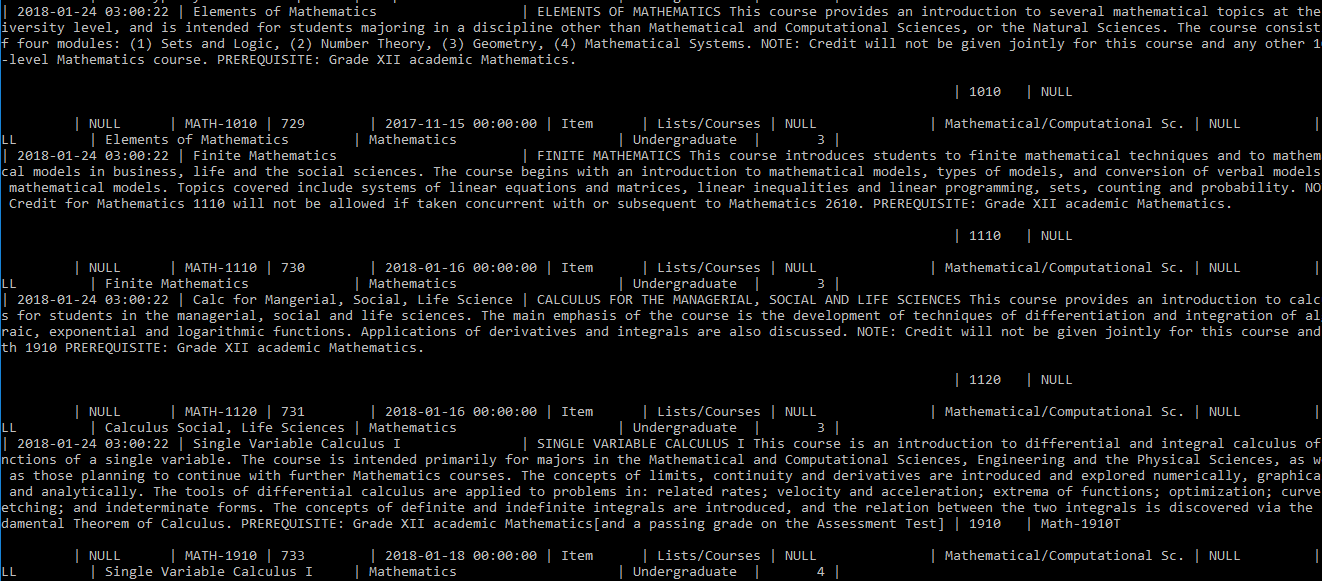 | 2018-01-24 03:00:22 | Elements of Mathematics | ELEMENTS OF MATHEMATICS This course provides an introduction to several mathematical topics at the
iversity level, and is intended for students majoring in a discipline other than Mathematical and Computational Sciences, or the Natural Sciences. The course consist
f four modules: (1) Sets and Logic, (2) Number Theory, (3) Geometry, (4) Mathematical Systems. NOTE: Credit will not be given jointly for this course and any other 1
-level Mathematics course. PREREQUISITE: Grade XII academic Mathematics.
| 1010 | NULL
| NULL | MATH-1010 | 729 | 2017-11-15 00:00:00 | Item | Lists/Courses | NULL | Mathematical/Computational Sc. | NULL |
LL | Elements of Mathematics | Mathematics | Undergraduate | 3 |
| 2018-01-24 03:00:22 | Finite Mathematics | FINITE MATHEMATICS This course introduces students to finite mathematical techniques and to mathem
cal models in business, life and the social sciences. The course begins with an introduction to mathematical models, types of models, and conversion of verbal models
mathematical models. Topics covered include systems of linear equations and matrices, linear inequalities and linear programming, sets, counting and probability. NO
Credit for Mathematics 1110 will not be allowed if taken concurrent with or subsequent to Mathematics 2610. PREREQUISITE: Grade XII academic Mathematics.
| 1110 | NULL
| NULL | MATH-1110 | 730 | 2018-01-16 00:00:00 | Item | Lists/Courses | NULL | Mathematical/Computational Sc. | NULL |
LL | Finite Mathematics | Mathematics | Undergraduate | 3 |
| 2018-01-24 03:00:22 | Calc for Mangerial, Social, Life Science | CALCULUS FOR THE MANAGERIAL, SOCIAL AND LIFE SCIENCES This course provides an introduction to calc
s for students in the managerial, social and life sciences. The main emphasis of the course is the development of techniques of differentiation and integration of al
raic, exponential and logarithmic functions. Applications of derivatives and integrals are also discussed. NOTE: Credit will not be given jointly for this course and
th 1910 PREREQUISITE: Grade XII academic Mathematics.
| 1120 | NULL
| NULL | MATH-1120 | 731 | 2018-01-16 00:00:00 | Item | Lists/Courses | NULL | Mathematical/Computational Sc. | NULL |
LL | Calculus Social, Life Sciences | Mathematics | Undergraduate | 3 |
| 2018-01-24 03:00:22 | Single Variable Calculus I | SINGLE VARIABLE CALCULUS I This course is an introduction to differential and integral calculus of
nctions of a single variable. The course is intended primarily for majors in the Mathematical and Computational Sciences, Engineering and the Physical Sciences, as w
as those planning to continue with further Mathematics courses. The concepts of limits, continuity and derivatives are introduced and explored numerically, graphica
and analytically. The tools of differential calculus are applied to problems in: related rates; velocity and acceleration; extrema of functions; optimization; curve
etching; and indeterminate forms. The concepts of definite and indefinite integrals are introduced, and the relation between the two integrals is discovered via the
damental Theorem of Calculus. PREREQUISITE: Grade XII academic Mathematics[and a passing grade on the Assessment Test] | 1910 | Math-1910T
| NULL | MATH-1910 | 733 | 2018-01-18 00:00:00 | Item | Lists/Courses | NULL | Mathematical/Computational Sc. | NULL |
LL | Single Variable Calculus I | Mathematics | Undergraduate | 4 |